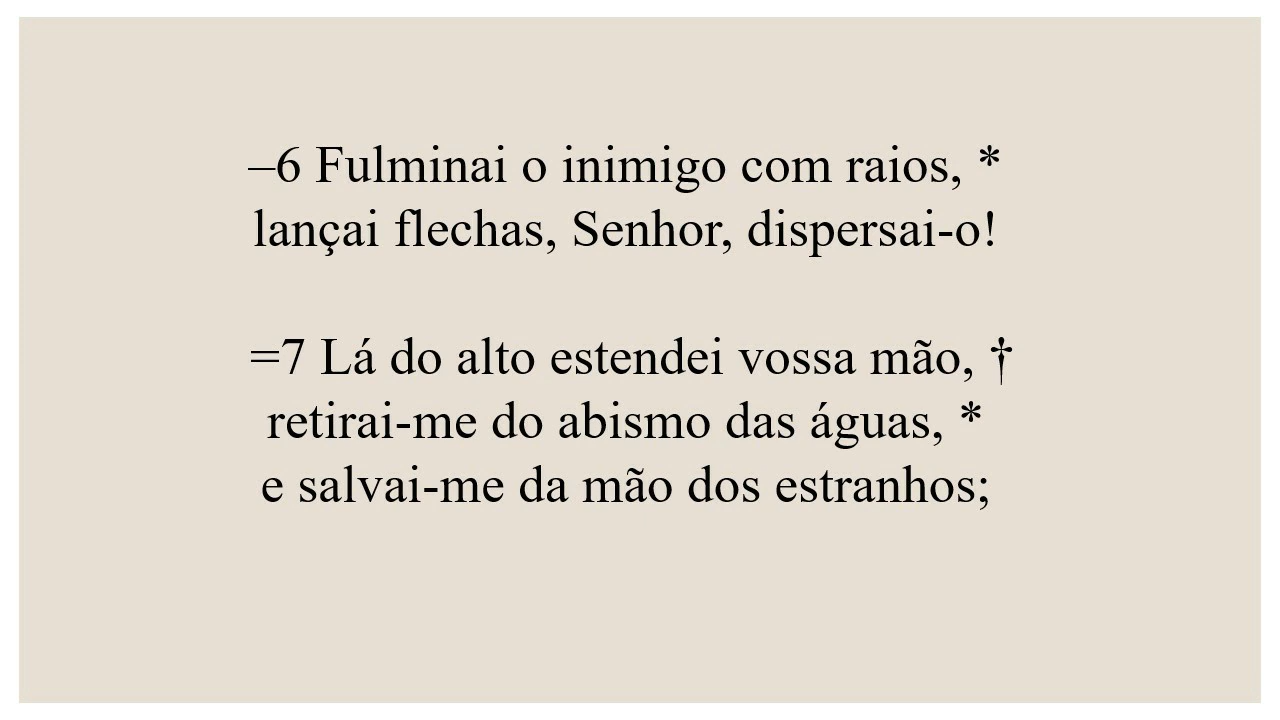 –6 Fulminai o inimigo com raios, *
lançai flechas, Senhor, dispersai-o!
=7 Lá do alto estendei vossa mão, †
retirai-me do abismo das águas, *
e salvai-me da mão dos estranhos;